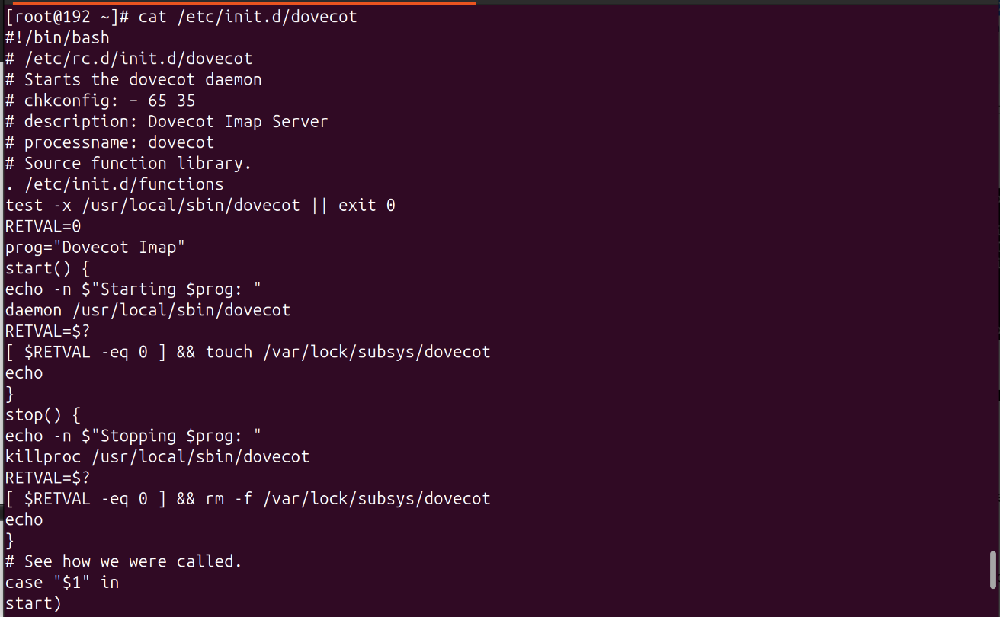 [root@192 ~]# cat /etc/init.d/dovecot
#!/bin/bash
# /etc/rc.d/init.d/dovecot
# Starts the dovecot daemon
# chkconfig: - 65 35
# description: Dovecot Imap Server
# processname: dovecot
# Source function library.
. /etc/init.d/functions
test -x /usr/local/sbin/dovecot || exit 0
RETVAL=0
prog="Dovecot Imap"
start() {
echo -n $"Starting $prog: "
daemon /usr/local/sbin/dovecot
RETVAL=$?
[ $RETVAL -eq 0 ] && touch /var/lock/subsys/dovecot
echo
}
stop() {
echo -n $"Stopping $prog: "
killproc /usr/local/sbin/dovecot
RETVAL=$?
[ $RETVAL -eq 0 ] && rm -f /var/lock/subsys/dovecot
echo
}
# See how we were called.
case "$1" in
start)